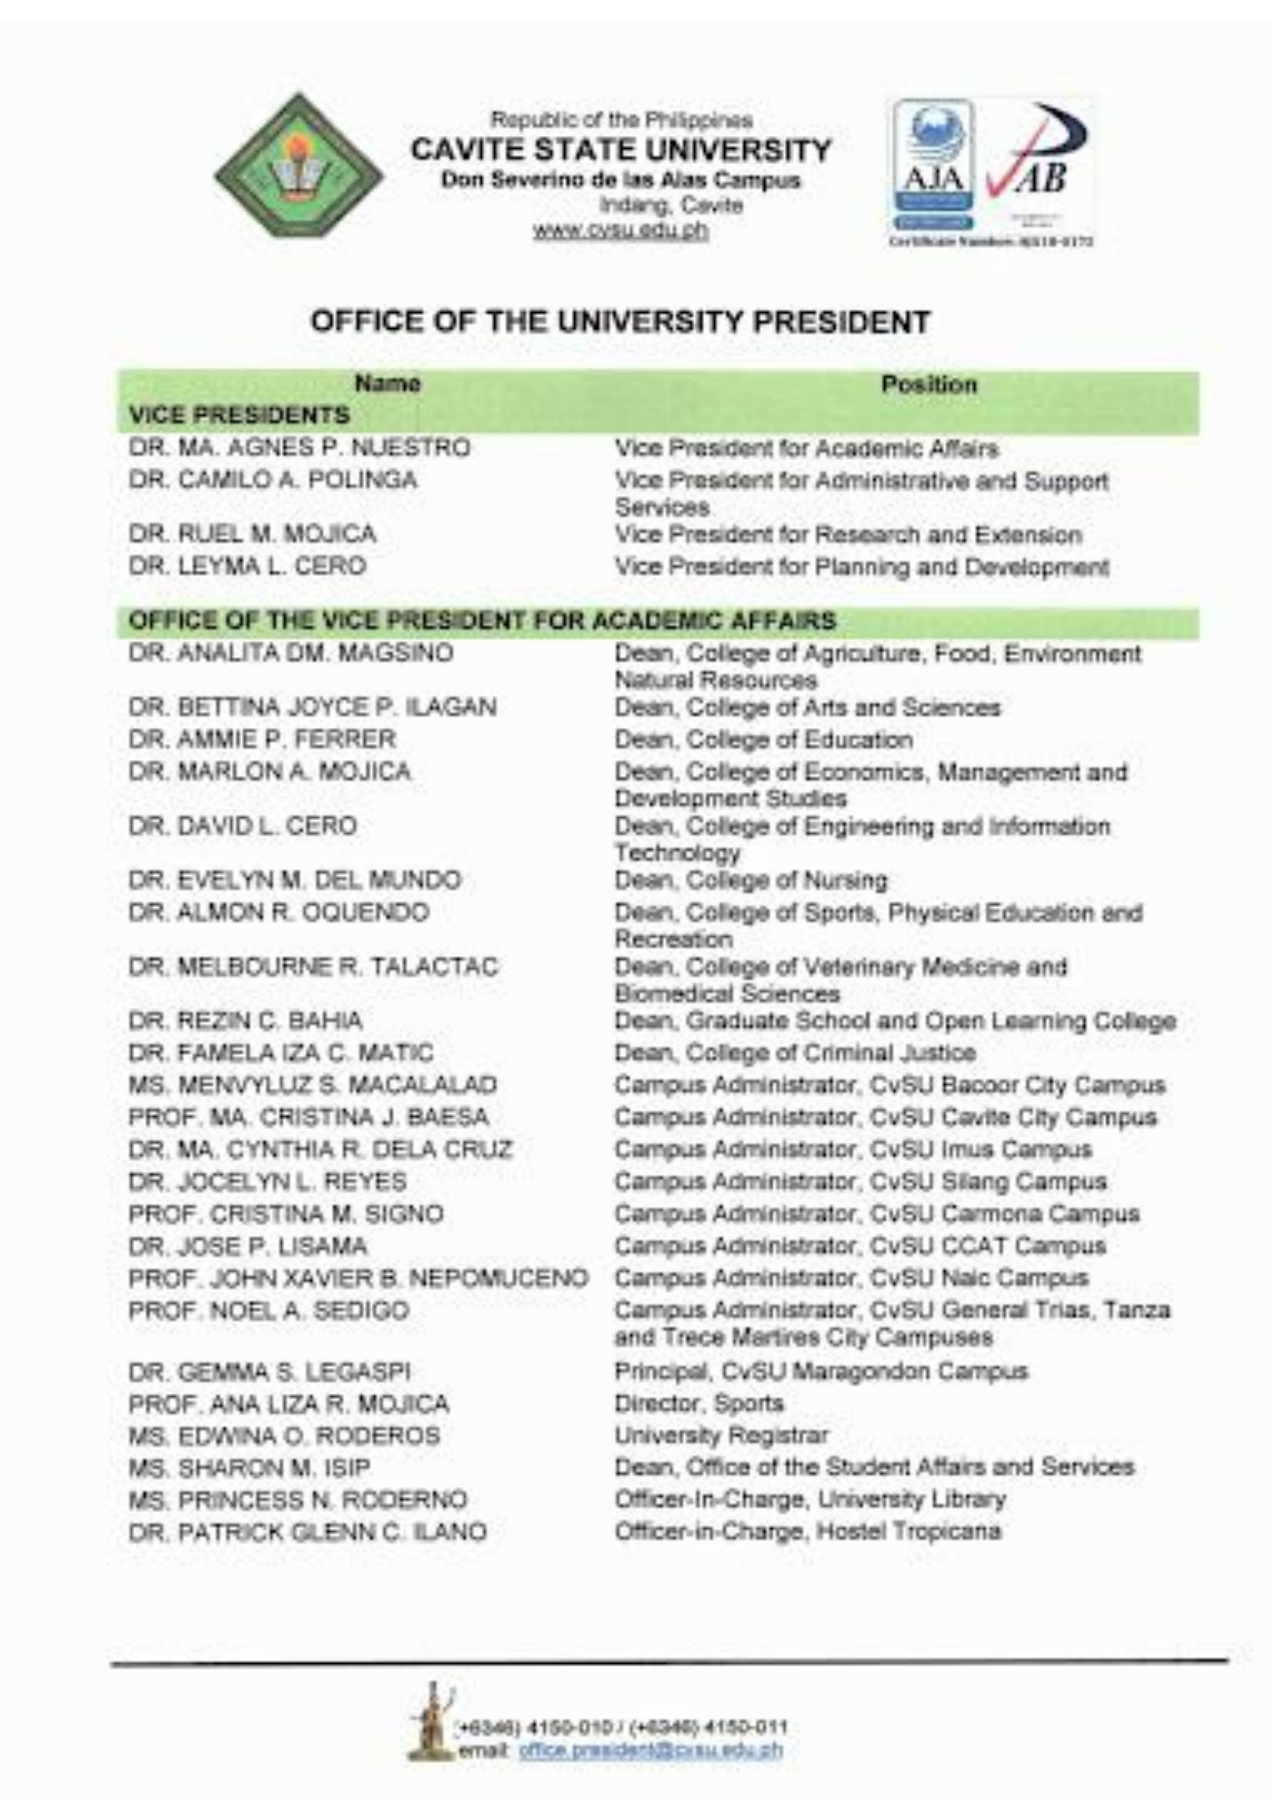 Republic of the Philippines
CAVITE STATE UNIVERSITY
Don Severino de las Alas Campus
Indang, Cavite
www.cvsu.edu.ph
AJA
AB
Certificate Number:
OFFICE OF THE UNIVERSITY PRESIDENT
Name Position
VICE PRESIDENTS
DR. MA. AGNES P. NUESTRO Vice President for Academic Affairs
DR. CAMILO A. POLINGA Vice President for Administrative and Support
Services
DR. RUEL M. MOJICA Vice President for Research and Extension
DR. LEYMA L. CERO Vice President for Planning and Development
OFFICE OF THE VICE PRESIDENT FOR ACADEMIC AFFAIRS
DR. ANALITA DM. MAGSINO Dean, College of Agriculture, Food, Environment
Natural Resources
DR. BETTINA JOYCE P. ILAGAN Dean, College of Arts and Sciences
DR. AMMIE P. FERRER Dean, College of Education
DR. MARLON A. MOJICA Dean, College of Economics, Management and
Development Studies
DR. DAVID L. CERO Dean, College of Engineering and Information
Technology
DR. EVELYN M. DEL MUNDO Dean, College of Nursing
DR. ALMON R. OQUENDO Dean, College of Sports, Physical Education and
Recreation
DR. MELBOURNE R. TALACTAC Dean, College of Veterinary Medicine and
Biomedical Sciences
DR. REZIN C. BAHIA Dean, Graduate School and Open Learning College
DR. FAMELA IZA C. MATIC Dean, College of Criminal Justice
MS. MENVYLUZ S. MACALALAD Campus Administrator, CvSU Bacoor City Campus
PROF. MA. CRISTINA J. BAESA Campus Administrator, CvSU Cavite City Campus
DR. MA. CYNTHIA R. DELA CRUZ Campus Administrator, CvSU Imus Campus
DR. JOCELYN L. REYES Campus Administrator, CvSU Silang Campus
PROF. CRISTINA M. SIGNO Campus Administrator, CvSU Carmona Campus
DR. JOSE P. LISAMA Campus Administrator, CvSU CCAT Campus
PROF. JOHN XAVIER B. NEPOMUCENO Campus Administrator, CvSU Naic Campus
PROF. NOEL A. SEDIGO Campus Administrator, CvSU General Trias, Tanza
and Trece Martires City Campuses
DR. GEMMA S. LEGASPI Principal, CvSU Maragondon Campus
PROF. ANA LIZA R. MOJICA Director, Sports
MS. EDWINA O. RODEROS University Registrar
MS. SHARON M. ISIP Dean, Office of the Student Affairs and Services
MS. PRINCESS N. RODERNO Officer-In-Charge, University Library
DR. PATRICK GLENN C. ILANO Officer-in-Charge, Hostel Tropicana
(+6346) 4150-010 / (+6346) 4150-011
email: office.president@cvsu.edu.ph